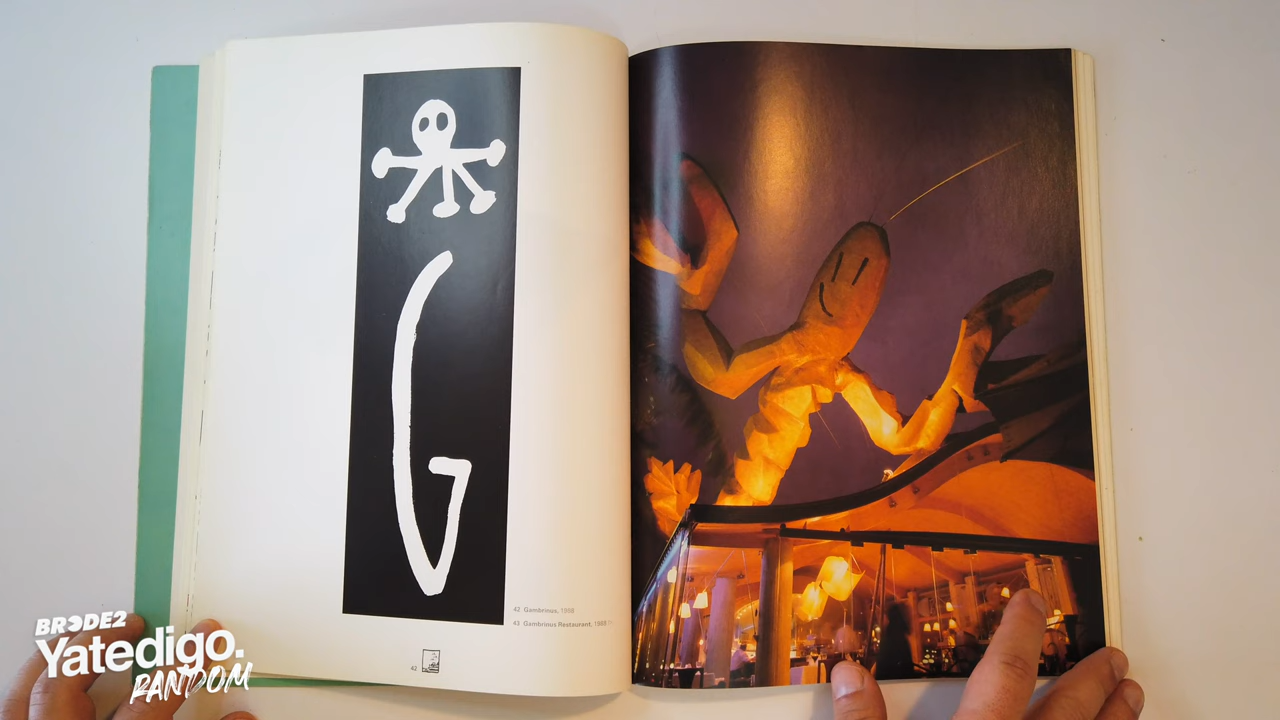 G
42 Gambrinus, 1988
43 Gambrinus Restaurant, 1988
42
BRODE2
Yatedigo.
RANDOM